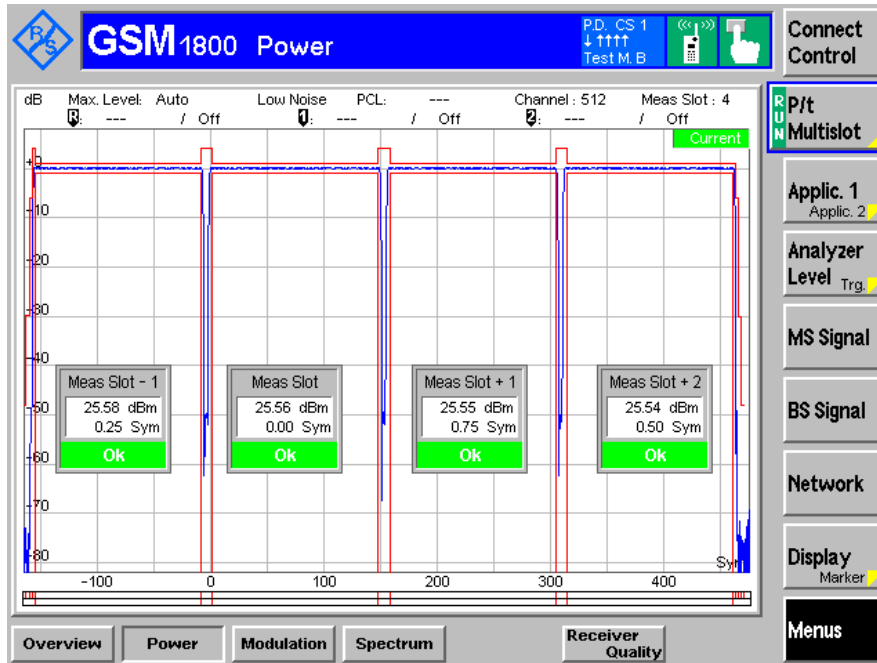 R/S
GSM 1800 Power
P.D. CS 1
↓ ↑↑↑↑
Test M. B
dB Max. Level: Auto Low Noise PCL: --- Channel : 512 Meas Slot : 4
R: --- / Off 1: --- / Off 2: --- / Off
Current
+0
-10
-20
-30
-40
-50
-60
-70
-80
Meas Slot - 1
25.58 dBm
0.25 Sym
Ok
Meas Slot
25.56 dBm
0.00 Sym
Ok
Meas Slot + 1
25.55 dBm
0.75 Sym
Ok
Meas Slot + 2
25.54 dBm
0.50 Sym
Ok
Sym
-100 0 100 200 300 400
Overview Power Modulation Spectrum Receiver Quality
Connect Control
RUN
P/t Multislot
Applic. 1
Applic. 2
Analyzer
Level Trg.
MS Signal
BS Signal
Network
Display
Marker
Menus